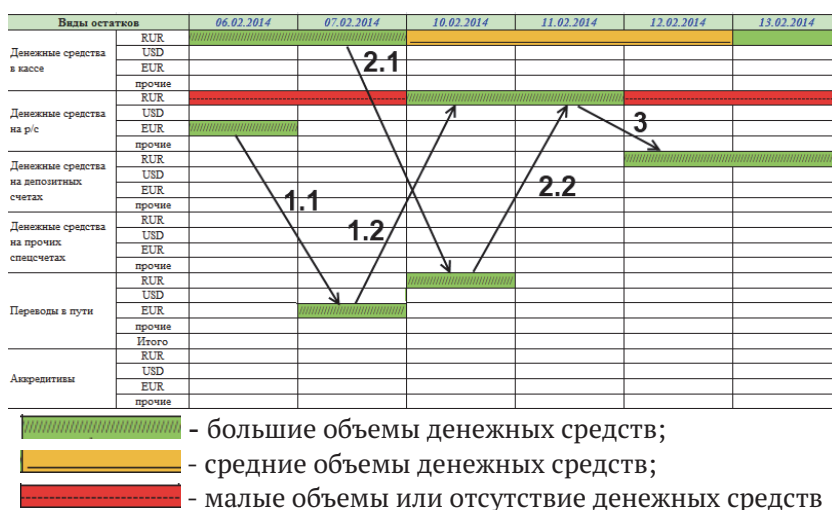 Виды остатков 06.02.2014 07.02.2014 10.02.2014 11.02.2014 12.02.2014 13.02.2014
Денежные средства в кассе
RUR
USD
EUR
прочие
Денежные средства на р/с
RUR
USD
EUR
прочие
Денежные средства на депозитных счетах
RUR
USD
EUR
прочие
Денежные средства на прочих спецсчетах
RUR
USD
EUR
прочие
Переводы в пути
RUR
USD
EUR
прочие
Итого
Аккредитивы
RUR
USD
EUR
прочие
2.1
3
1.1
2.2
1.2
- большие объемы денежных средств;
- средние объемы денежных средств;
- малые объемы или отсутствие денежных средств